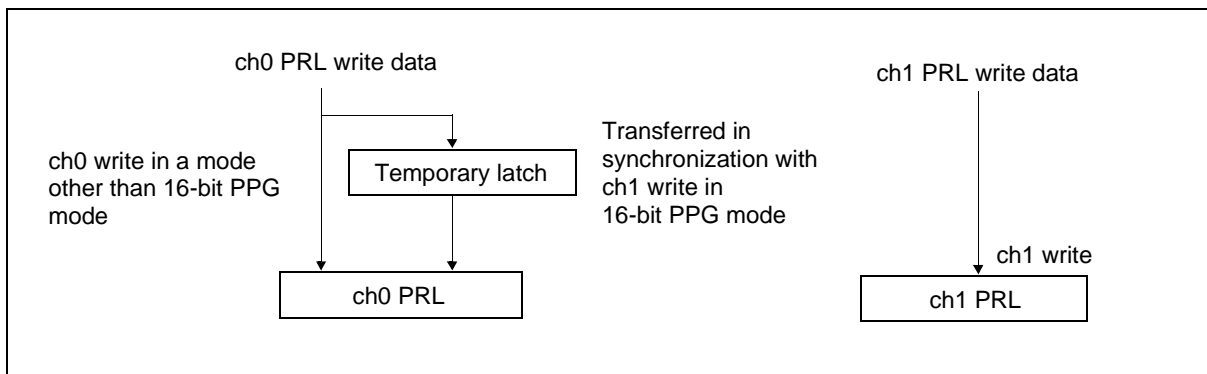 ch0 PRL write data
ch1 PRL write data
ch0 write in a mode
other than 16-bit PPG
mode
Temporary latch
Transferred in
synchronization with
ch1 write in
16-bit PPG mode
ch1 write
ch0 PRL
ch1 PRL